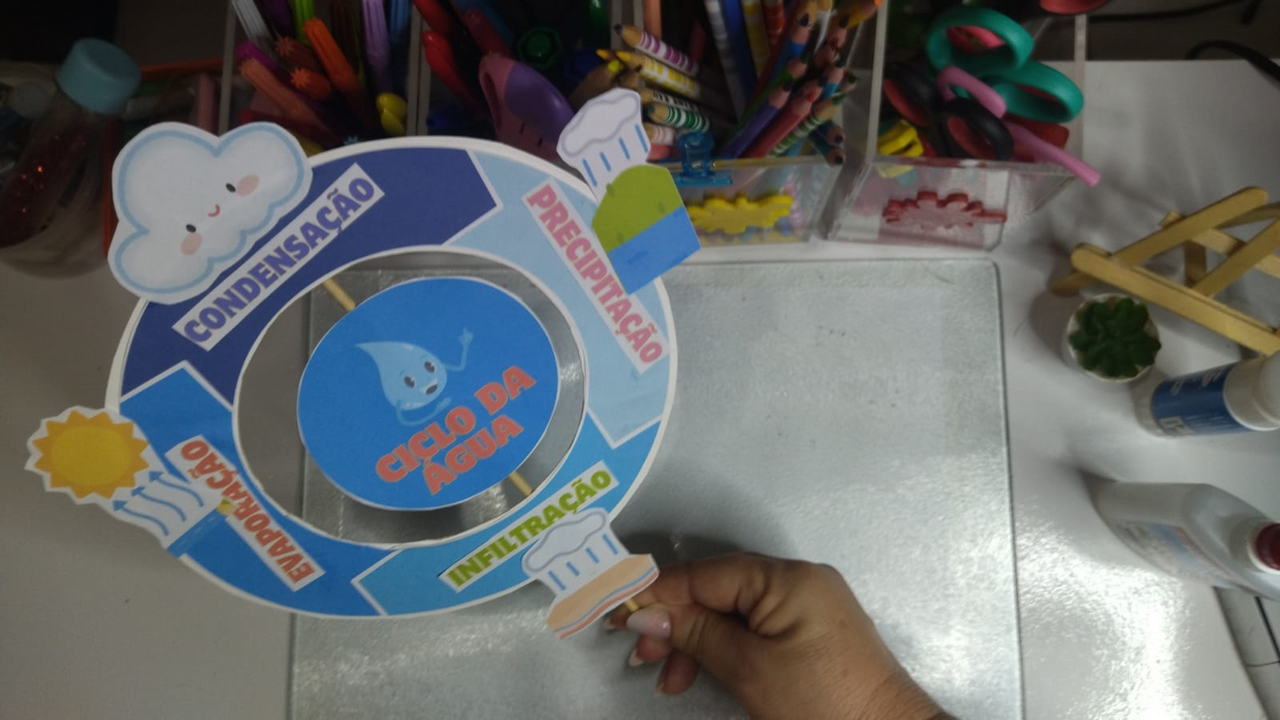 CONDENSAÇÃO
PRECIPITAÇÃO
CICLO DA
ÁGUA
EVAPORAÇÃO
INFILTRAÇÃO